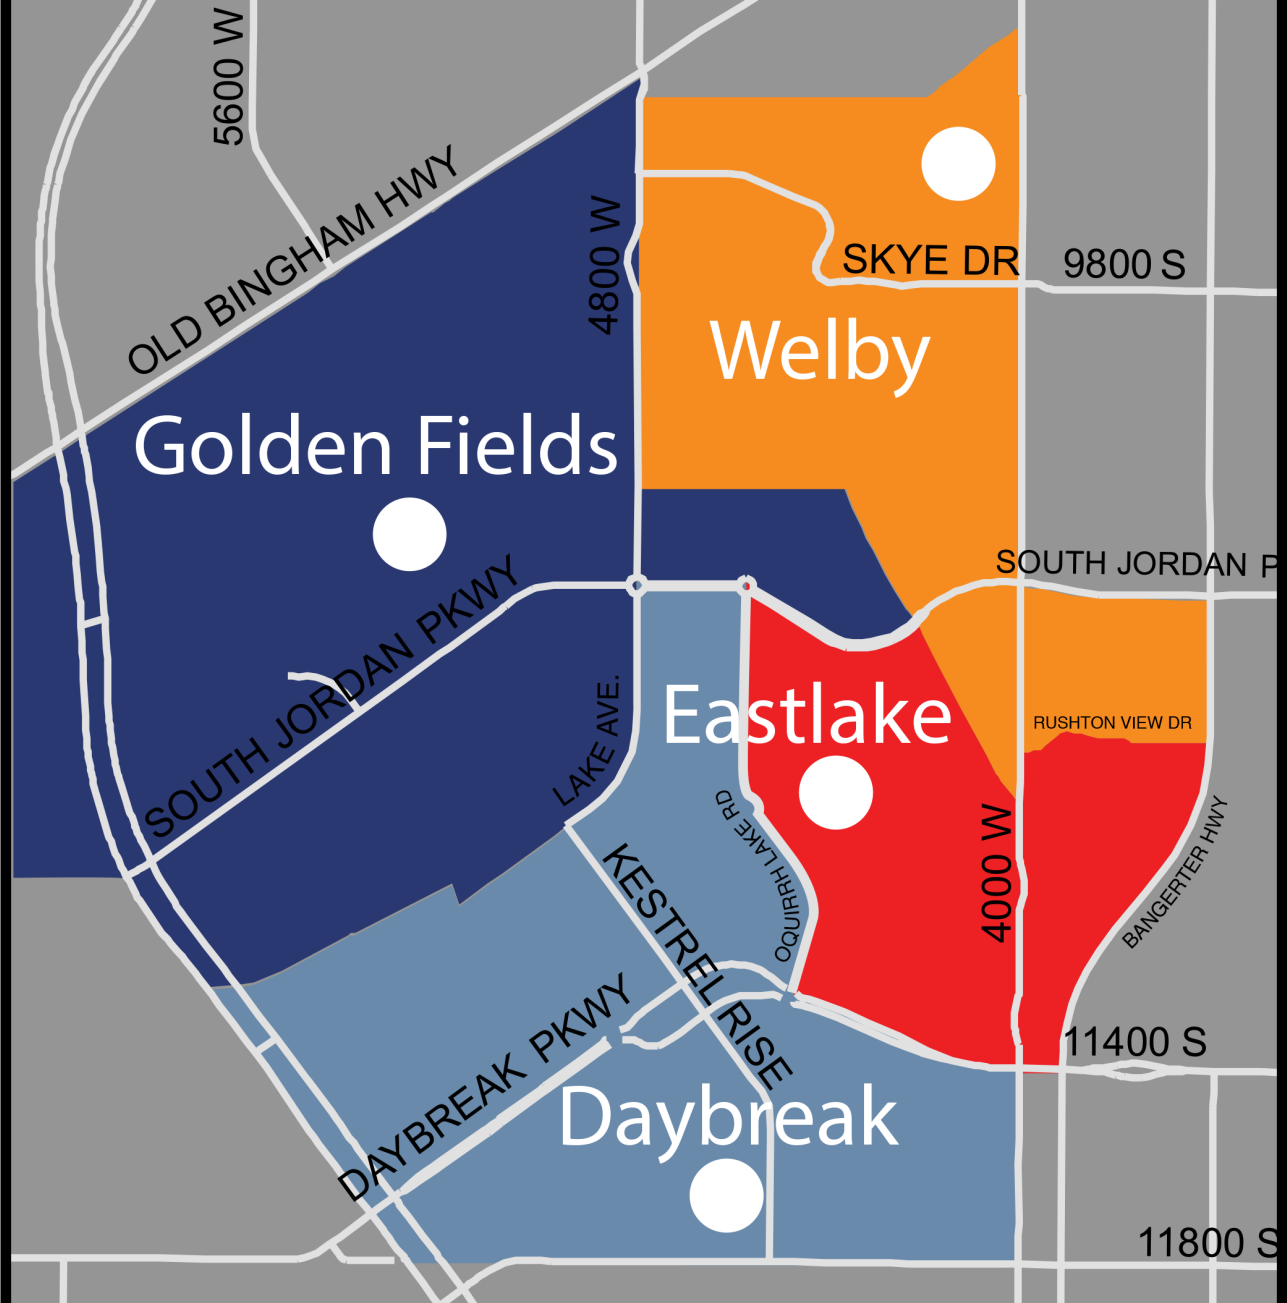 5600 W
OLD BINGHAM HWY
4800 W
SKYE DR
9800 S
Welby
Golden Fields
SOUTH JORDAN P
SOUTH JORDAN PKWY
LAKE AVE.
Eastlake
RUSHTON VIEW DR
OQUIRRH LAKE RD
4000 W
BANGERTER HWY
KESTREL RISE
DAYBREAK PKWY
11400 S
Daybreak
11800 S